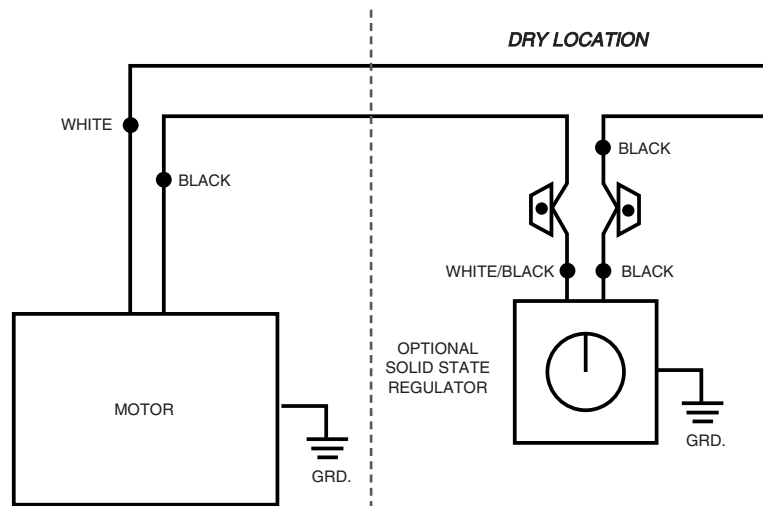 DRY LOCATION
WHITE
BLACK
BLACK
WHITE/BLACK
BLACK
OPTIONAL
SOLID STATE
REGULATOR
MOTOR
GRD.
GRD.